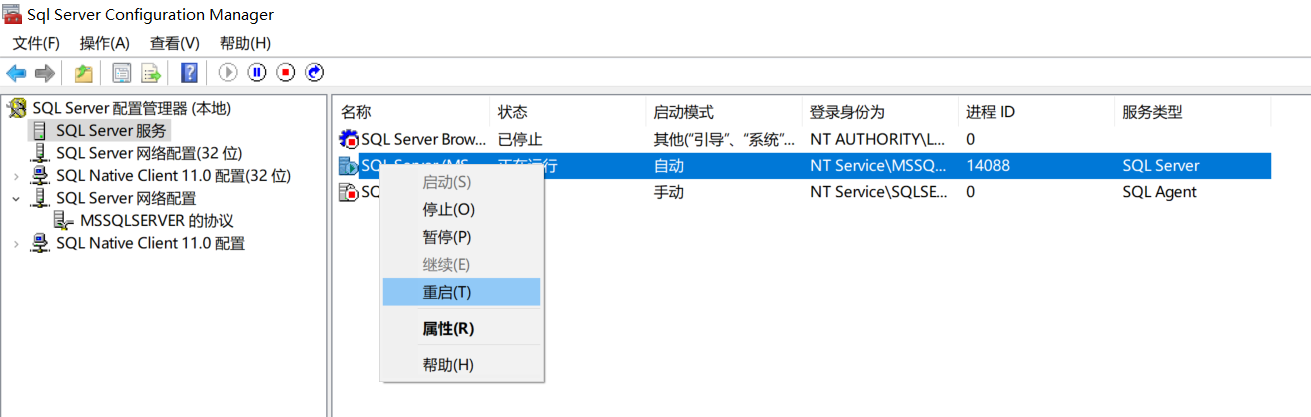 Sql Server Configuration Manager
文件(F) 操作(A) 查看(V) 帮助(H)
SQL Server 配置管理器 (本地)
SQL Server 服务
SQL Server 网络配置(32 位)
SQL Native Client 11.0 配置(32 位)
SQL Server 网络配置
MSSQLSERVER 的协议
SQL Native Client 11.0 配置
名称 状态 启动模式 登录身份为 进程 ID 服务类型
SQL Server Brow... 已停止 其他("引导"、"系统"... NT AUTHORITY\L... 0
SQL Server (MS... 正在运行 自动 NT Service\MSSQ... 14088 SQL Server
SQ 手动 NT Service\SQLSE... 0 SQL Agent
启动(S)
停止(O)
暂停(P)
继续(E)
重启(T)
属性(R)
帮助(H)